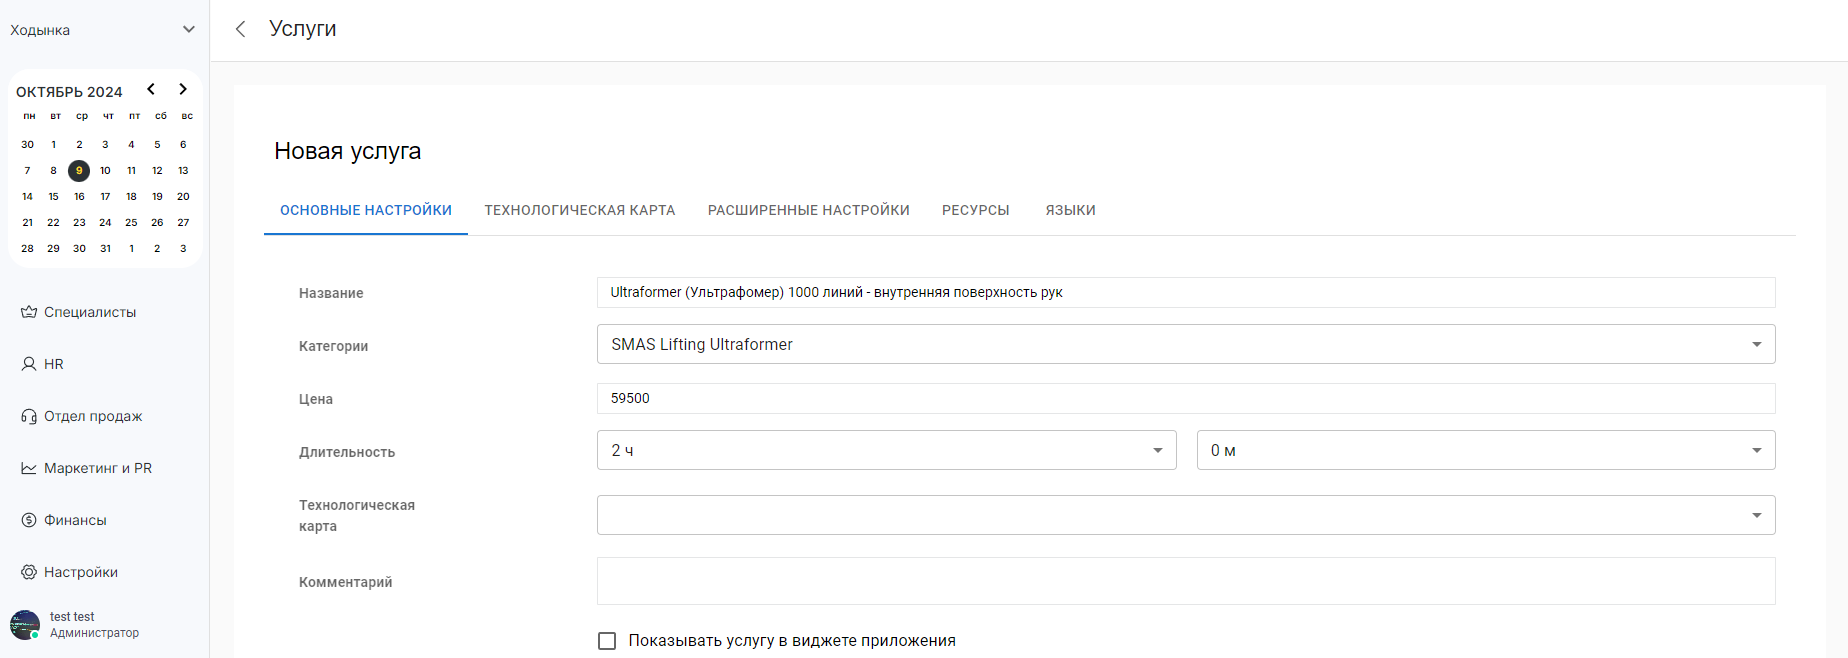 Ходынка
Услуги
ОКТЯБРЬ 2024
пн вт ср чт пт сб вс
30 1 2 3 4 5 6
7 8 9 10 11 12 13
14 15 16 17 18 19 20
21 22 23 24 25 26 27
28 29 30 31 1 2 3
Специалисты
HR
Отдел продаж
Маркетинг и PR
Финансы
Настройки
test test
Администратор
Новая услуга
ОСНОВНЫЕ НАСТРОЙКИ ТЕХНОЛОГИЧЕСКАЯ КАРТА РАСШИРЕННЫЕ НАСТРОЙКИ РЕСУРСЫ ЯЗЫКИ
Название Ultraformer (Ультрафомер) 1000 линий - внутренняя поверхность рук
Категории SMAS Lifting Ultraformer
Цена 59500
Длительность 2 ч 0 м
Технологическая
карта
Комментарий
Показывать услугу в виджете приложения